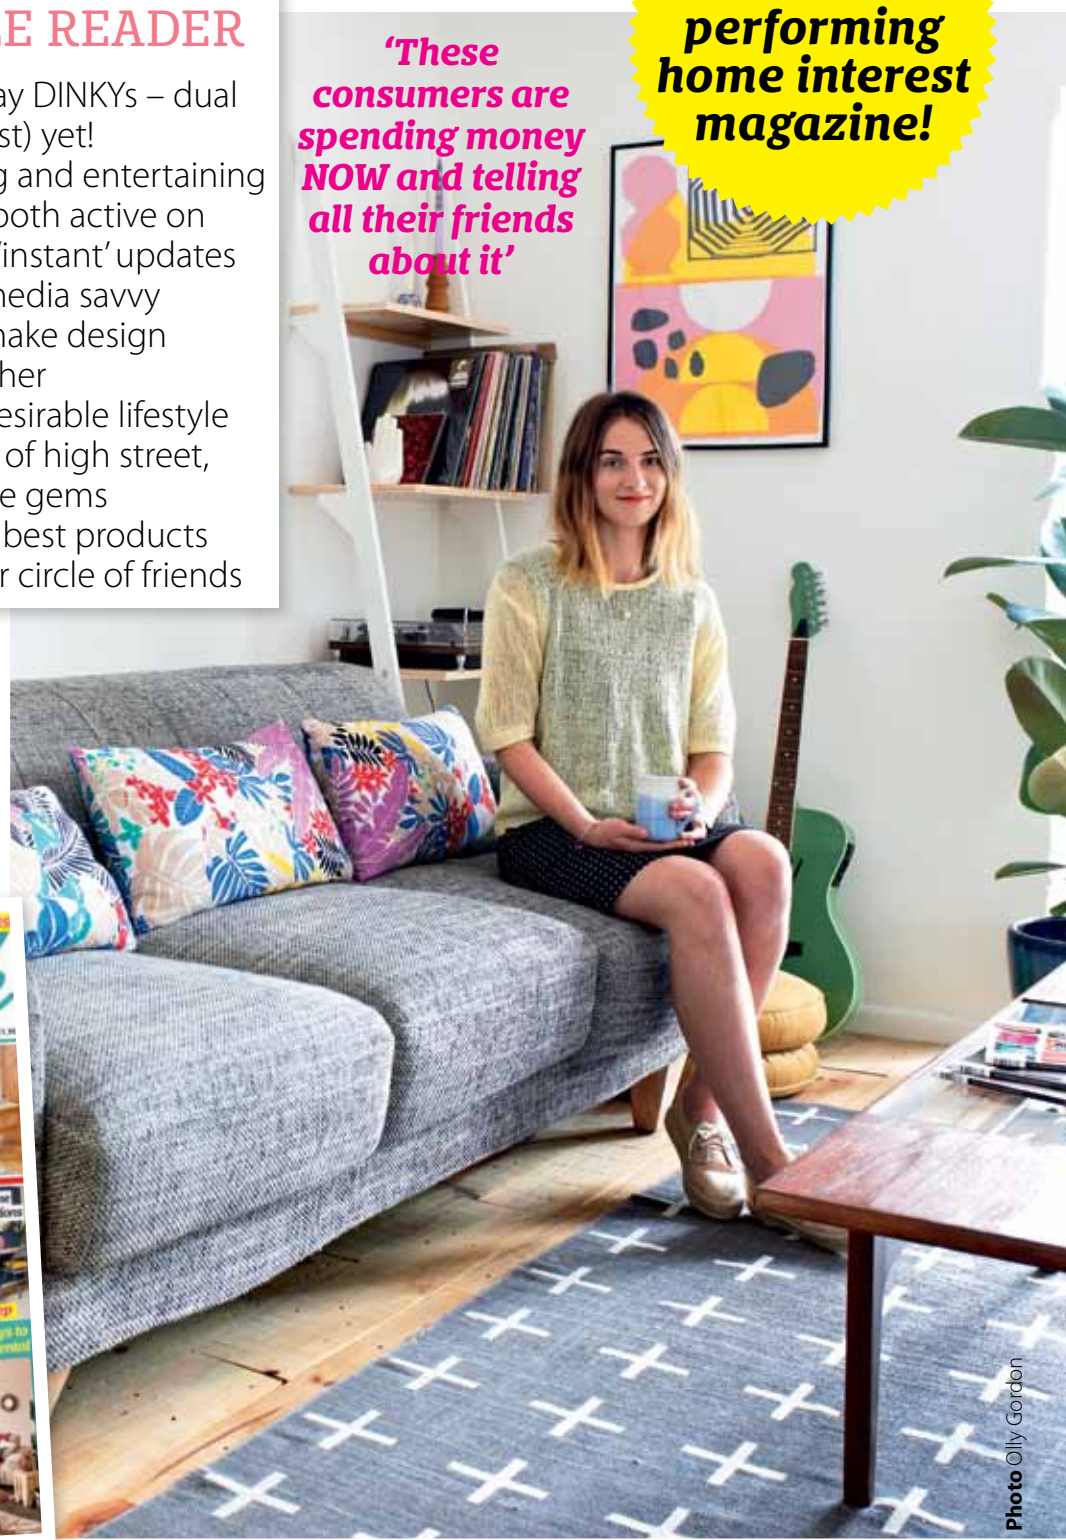 E READER
ay DINKYs – dual
st) yet!
g and entertaining
both active on
‘instant’ updates
media savvy
make design
her
esirable lifestyle
of high street,
e gems
best products
r circle of friends
‘These
consumers are
spending money
NOW and telling
all their friends
about it’
performing
home interest
magazine!
Photo Olly Gordon